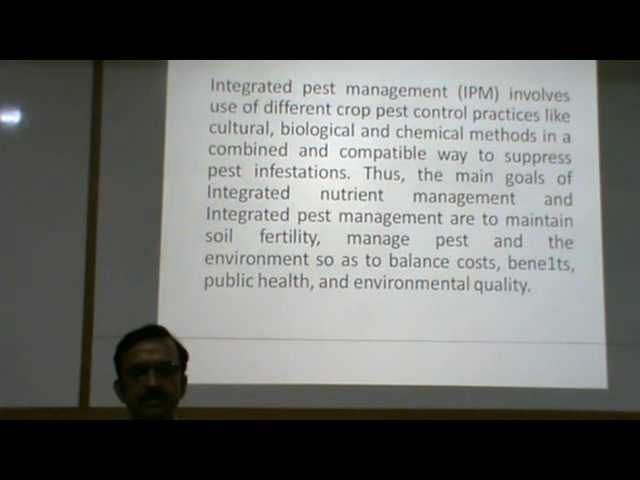 Integrated pest management (IPM) involves
use of different crop pest control practices like
cultural, biological and chemical methods in a
combined and compatible way to suppress
pest infestations. Thus, the main goals of
Integrated nutrient management and
Integrated pest management are to maintain
soil fertility, manage pest and the
environment so as to balance costs, bene1ts,
public health, and environmental quality.